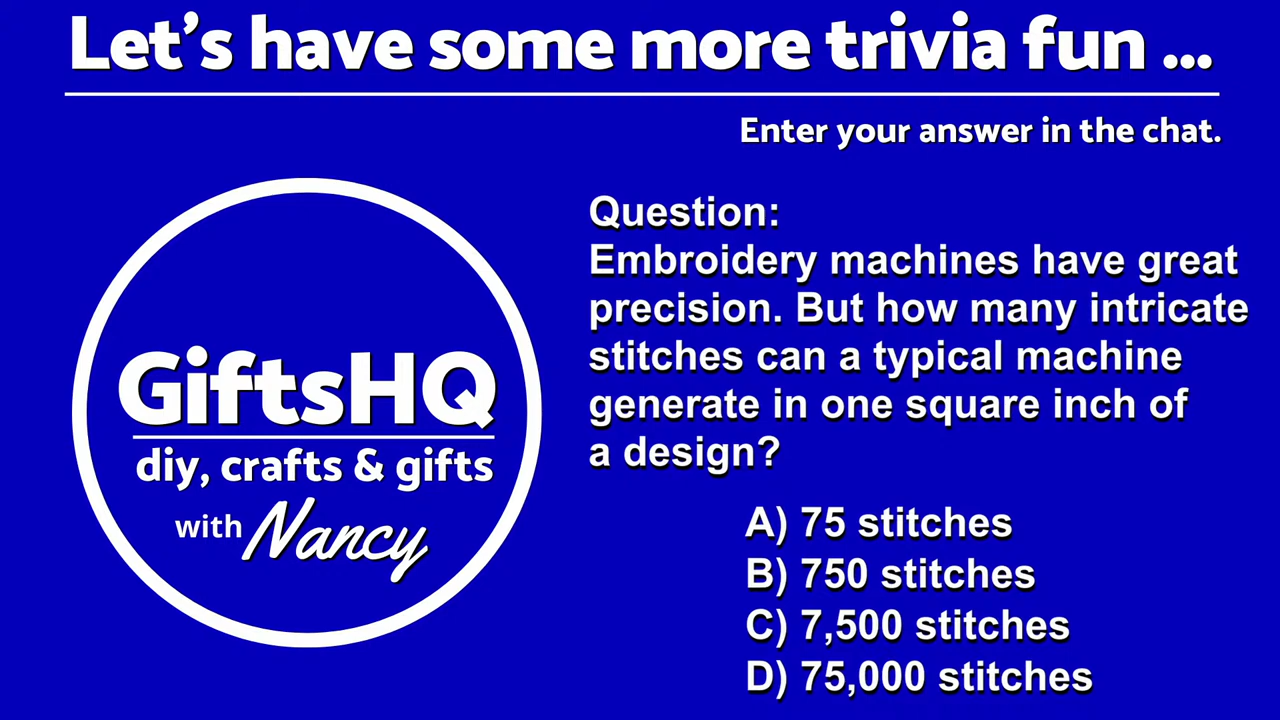 Let's have some more trivia fun ...
Enter your answer in the chat.
GiftsHQ
diy, crafts & gifts
with Nancy
Question:
Embroidery machines have great
precision. But how many intricate
stitches can a typical machine
generate in one square inch of
a design?
A) 75 stitches
B) 750 stitches
C) 7,500 stitches
D) 75,000 stitches